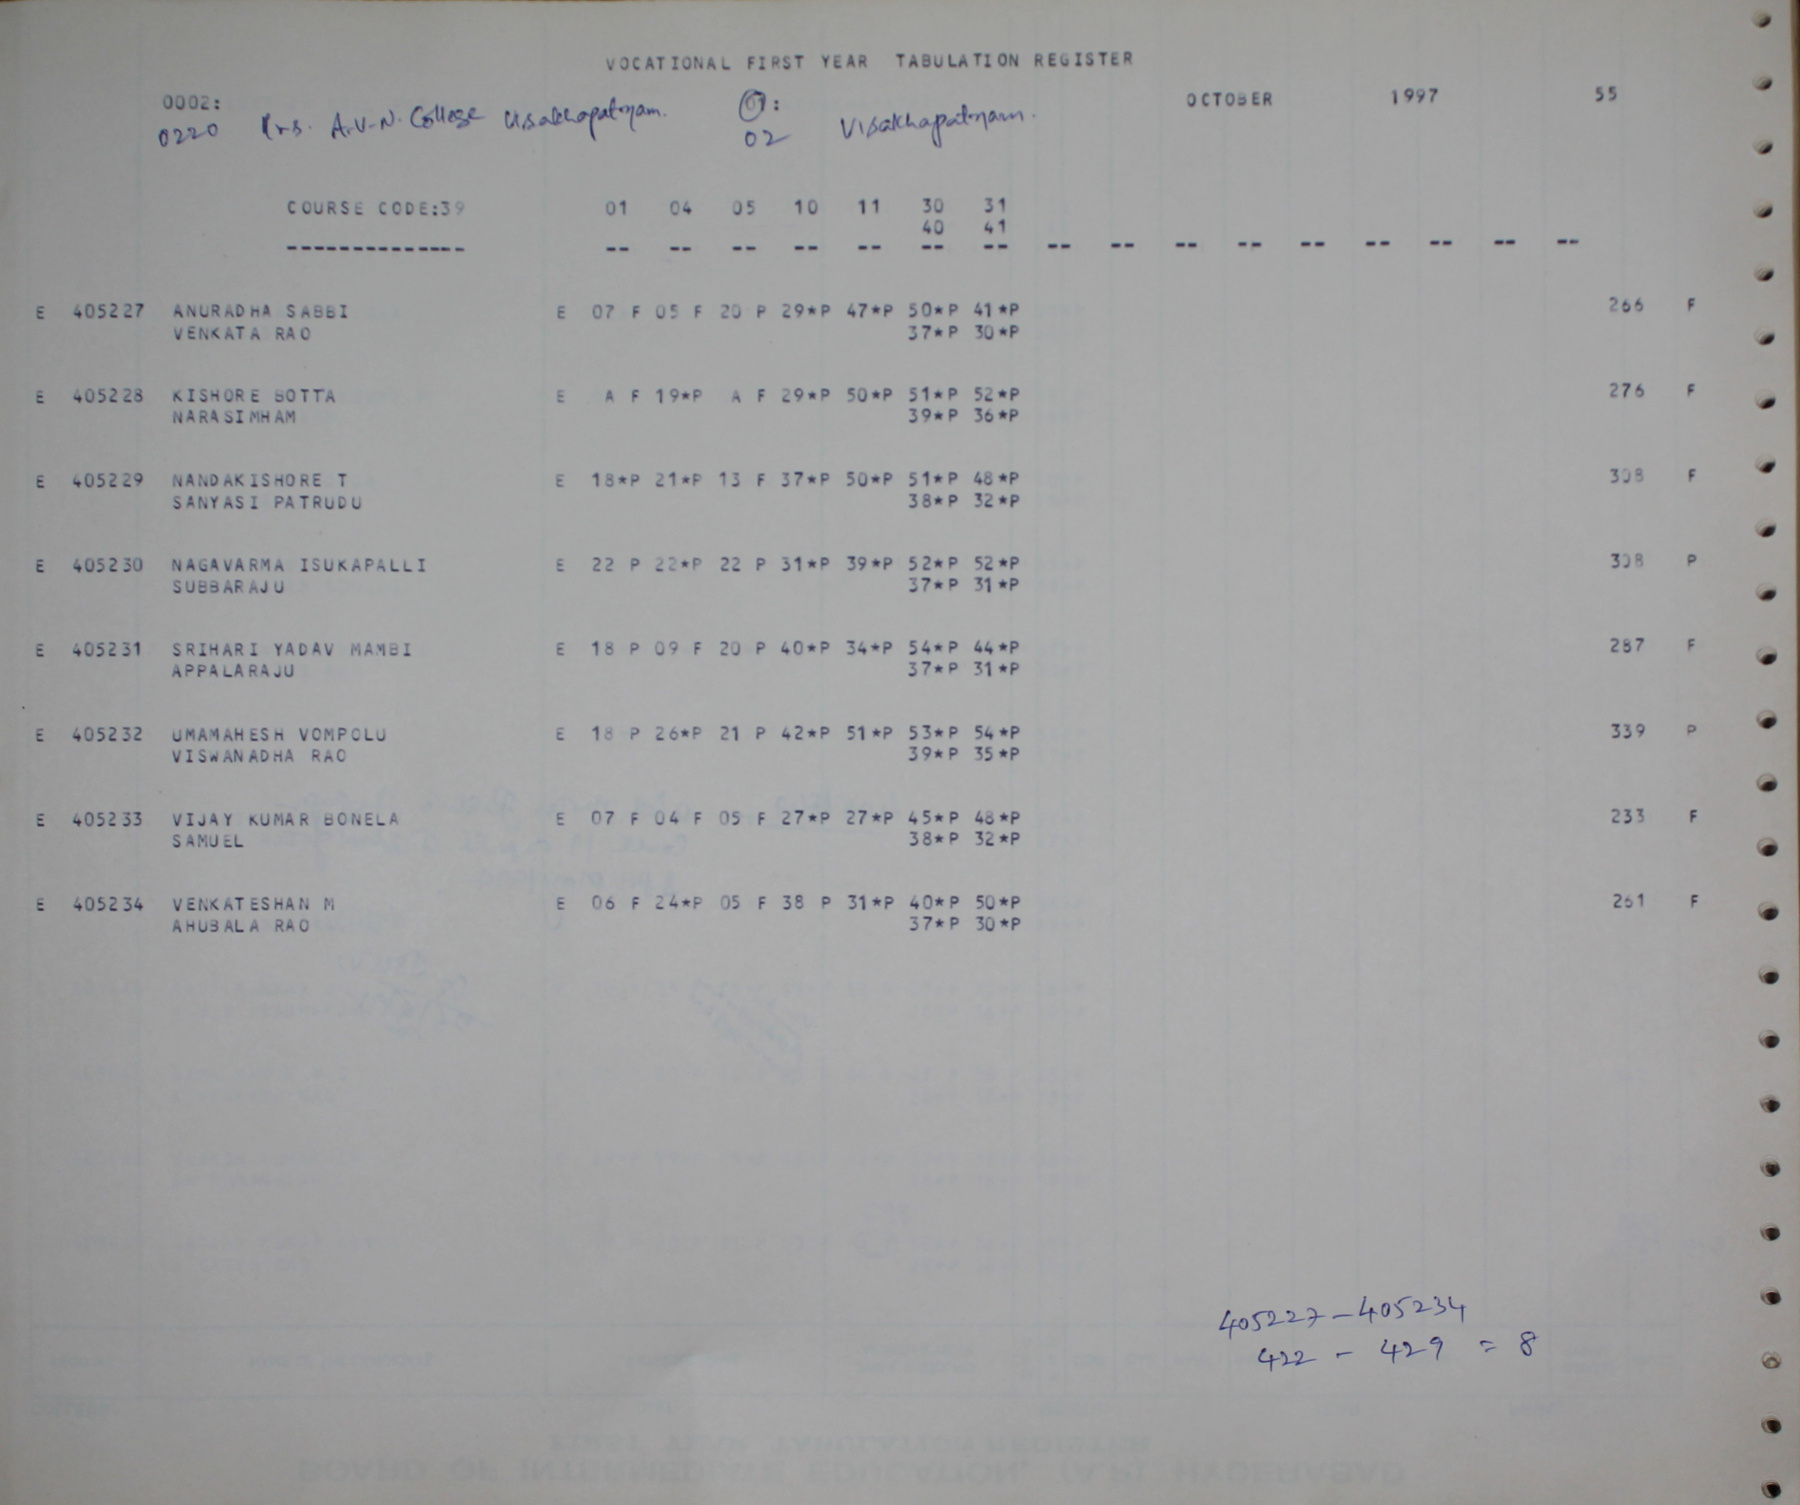 VOCATIONAL FIRST YEAR TABULATION REGISTER
0002: 01: OCTOBER 1997 55
0220 Prs. A.V.N. College Visakhapatnam. 02 Visakhapatnam.
COURSE CODE:39 01 04 05 10 11 30 31
40 41
-------------- -- -- -- -- -- -- -- -- -- -- -- -- -- -- -- --
E 405227 ANURADHA SABBI E 07 F 05 F 20 P 29*P 47*P 50*P 41*P 266 F
VENKATA RAO 37*P 30*P
E 405228 KISHORE BOTTA E A F 19*P A F 29*P 50*P 51*P 52*P 276 F
NARASIMHAM 39*P 36*P
E 405229 NANDAKISHORE T E 18*P 21*P 13 F 37*P 50*P 51*P 48*P 308 F
SANYASI PATRUDU 38*P 32*P
E 405230 NAGAVARMA ISUKAPALLI E 22 P 22*P 22 P 31*P 39*P 52*P 52*P 308 P
SUBBARAJU 37*P 31*P
E 405231 SRIHARI YADAV MAMBI E 18 P 09 F 20 P 40*P 34*P 54*P 44*P 287 F
APPALARAJU 37*P 31*P
E 405232 UMAMAHESH VOMPOLU E 18 P 26*P 21 P 42*P 51*P 53*P 54*P 339 P
VISWANADHA RAO 39*P 35*P
E 405233 VIJAY KUMAR BONELA E 07 F 04 F 05 F 27*P 27*P 45*P 48*P 233 F
SAMUEL 38*P 32*P
E 405234 VENKATESHAN M E 06 F 24*P 05 F 38 P 31*P 40*P 50*P 261 F
AHUBALA RAO 37*P 30*P
405227-405234
422 - 429 = 8